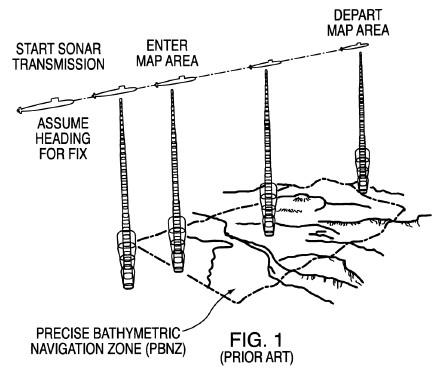 START SONAR
TRANSMISSION
ASSUME
HEADING
FOR FIX
ENTER
MAP AREA
DEPART
MAP AREA
PRECISE BATHYMETRIC
NAVIGATION ZONE (PBNZ)
FIG. 1
(PRIOR ART)